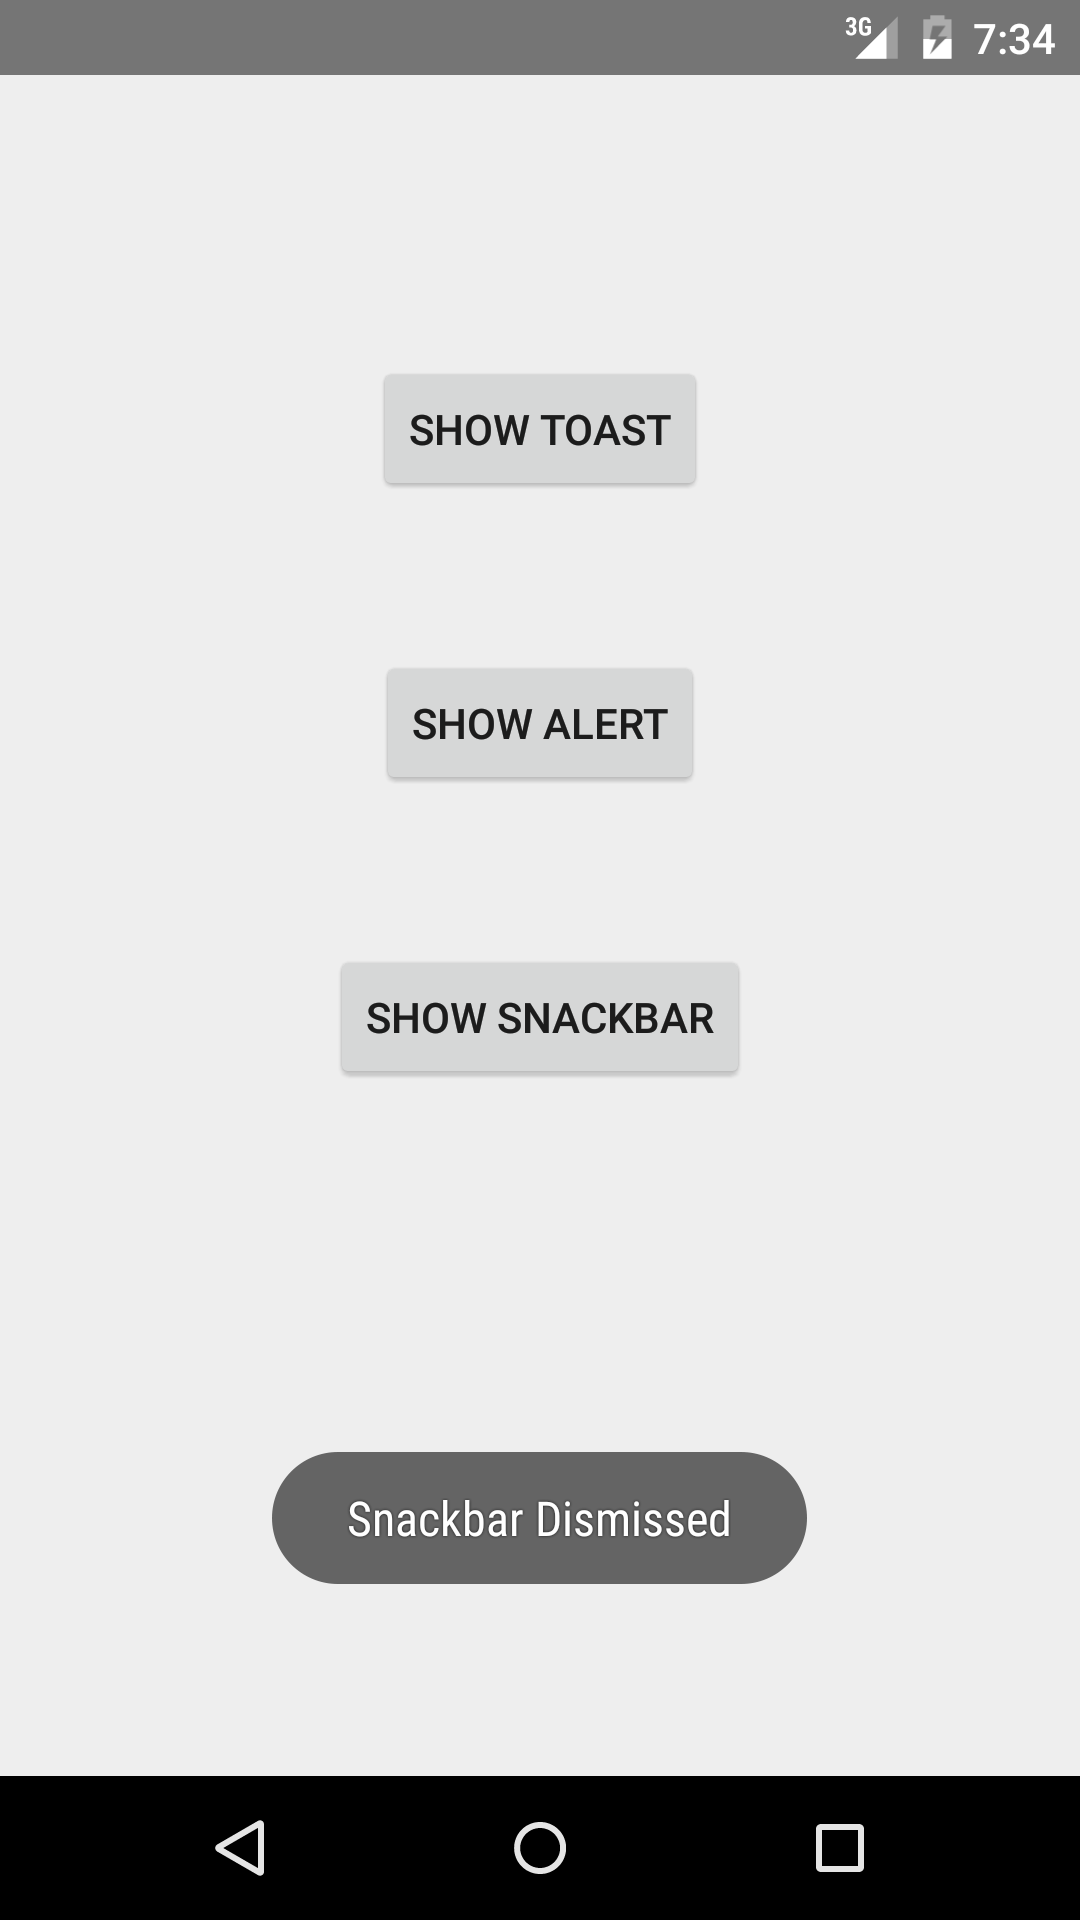 3G 7:34
SHOW TOAST
SHOW ALERT
SHOW SNACKBAR
Snackbar Dismissed